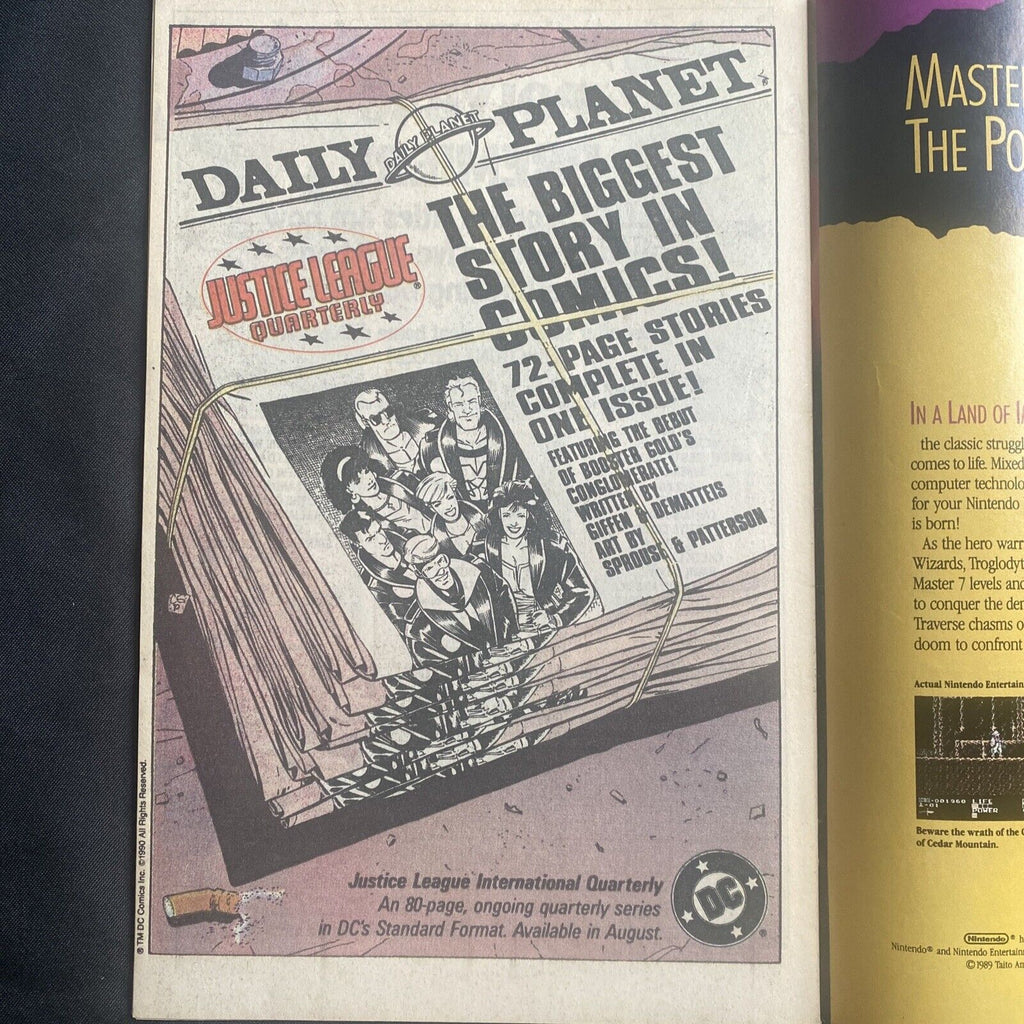 DAILY PLANET
DAILY PLANET
THE BIGGEST
STORY IN
COMICS!
JUSTICE LEAGUE®
QUARTERLY
72-PAGE STORIES
COMPLETE IN
ONE ISSUE!
FEATURING THE DEBUT
OF BOOSTER GOLD'S
CONGLOMERATE!
WRITTEN BY
GIFFEN & DEMATTEIS
ART BY
SPROUSE & PATTERSON
Justice League International Quarterly
An 80-page, ongoing quarterly series
in DC's Standard Format. Available in August.
DC
®
® TM DC Comics Inc. ©1990 All Rights Reserved.
MASTE
THE PO
IN A LAND OF
the classic struggl
comes to life. Mixed
computer technolo
for your Nintendo
is born!
As the hero warr
Wizards, Troglodyt
Master 7 levels and
to conquer the de
Traverse chasms o
doom to confront
Actual Nintendo Entertain
LIFE
POWER
Beware the wrath of the
of Cedar Mountain.
Nintendo® h
Nintendo® and Nintendo Entertain
©1989 Taito Am